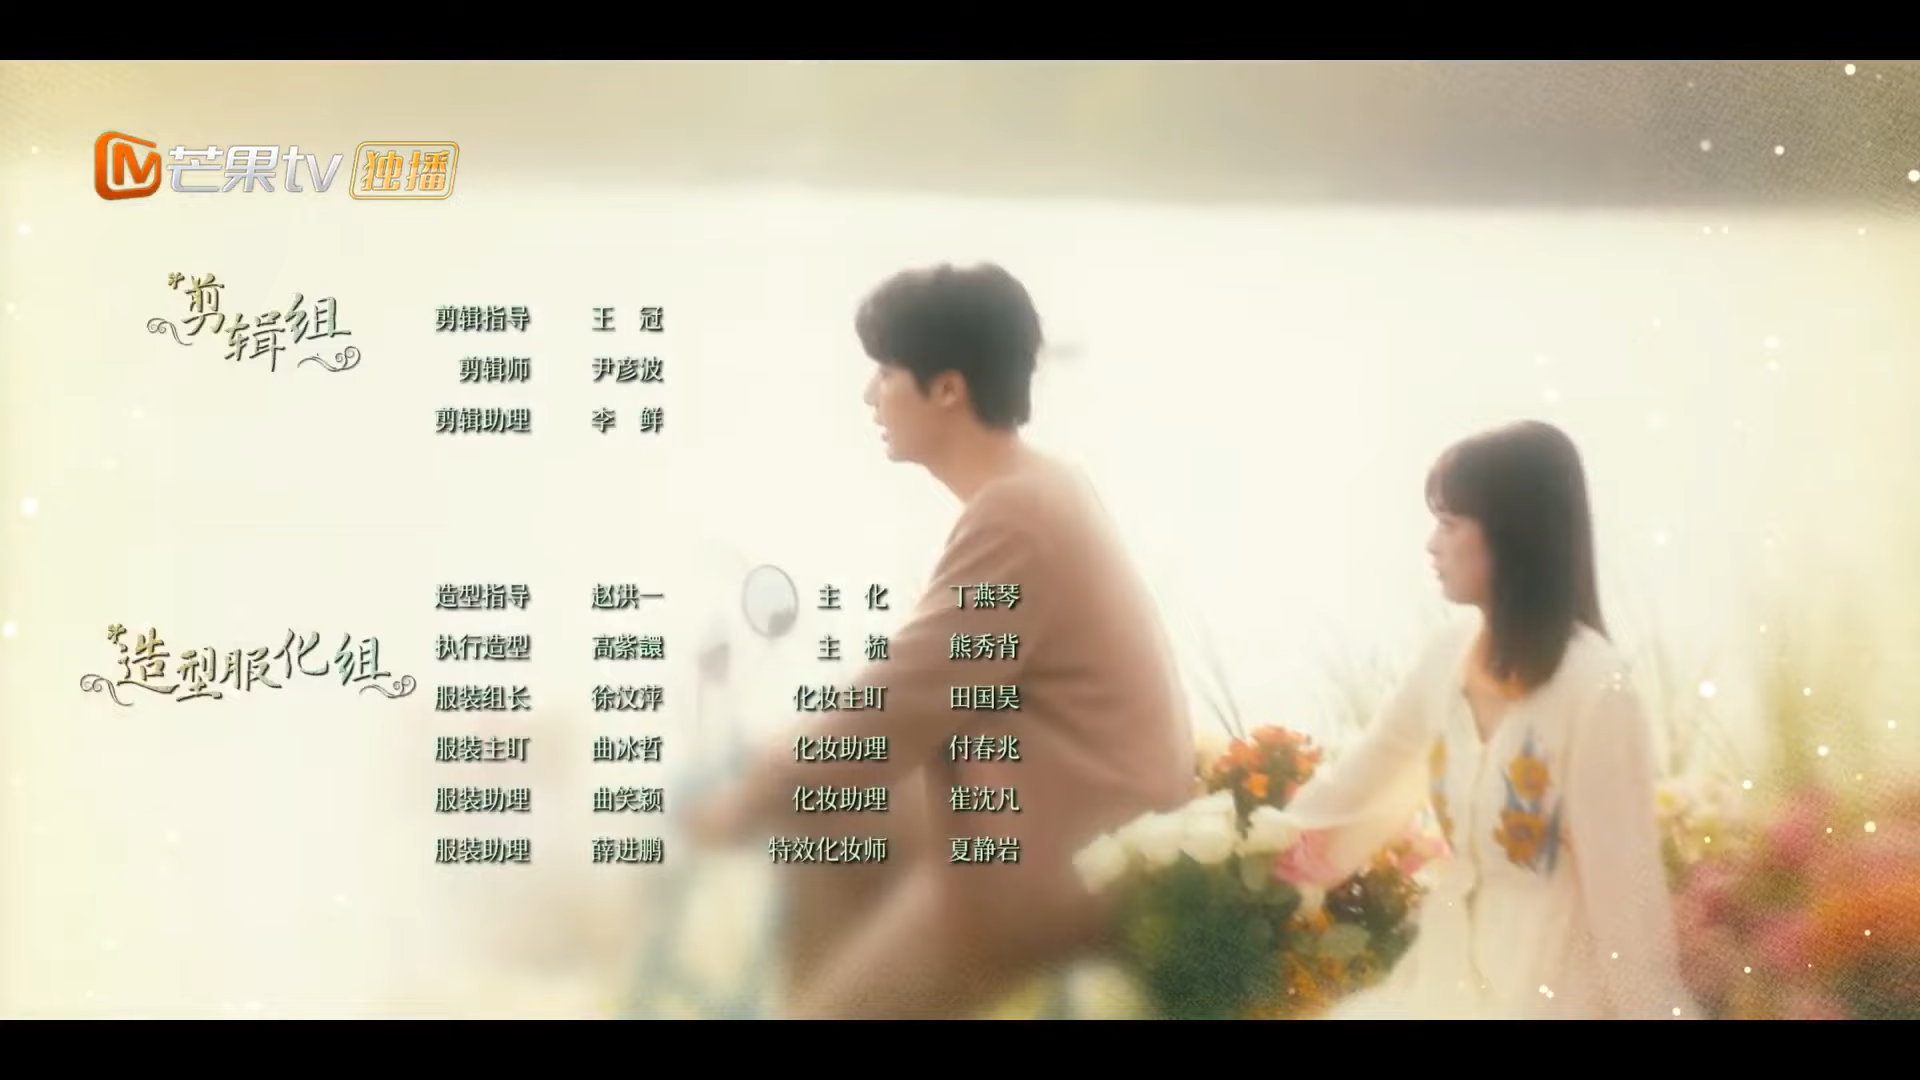 芒果tv 独播
剪辑组
剪辑指导 王 冠
剪辑师 尹彦波
剪辑助理 李 鲜
造型服化组
造型指导 赵洪一 主 化 丁燕琴
执行造型 高紫譞 主 梳 熊秀背
服装组长 徐汶萍 化妆主盯 田国昊
服装主盯 曲冰哲 化妆助理 付春兆
服装助理 曲笑颖 化妆助理 崔沈凡
服装助理 薛进鹏 特效化妆师 夏静岩